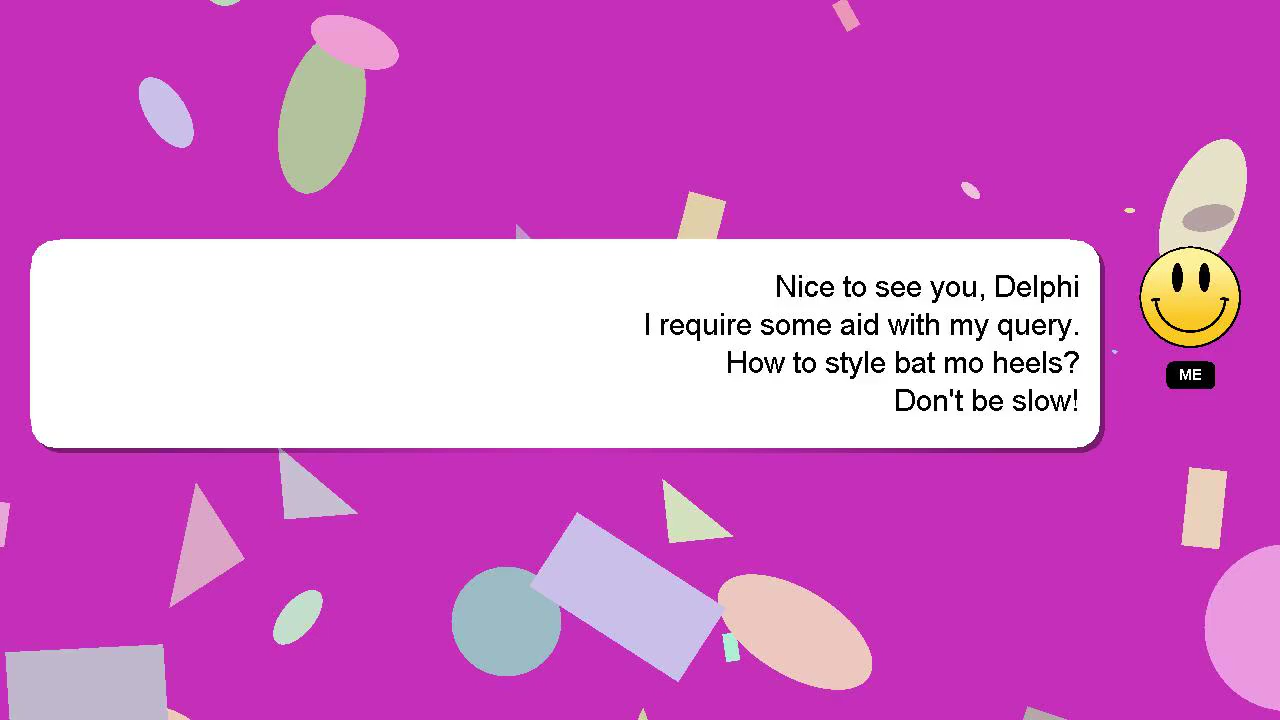 Nice to see you, Delphi
I require some aid with my query.
How to style bat mo heels?
Don't be slow!
ME